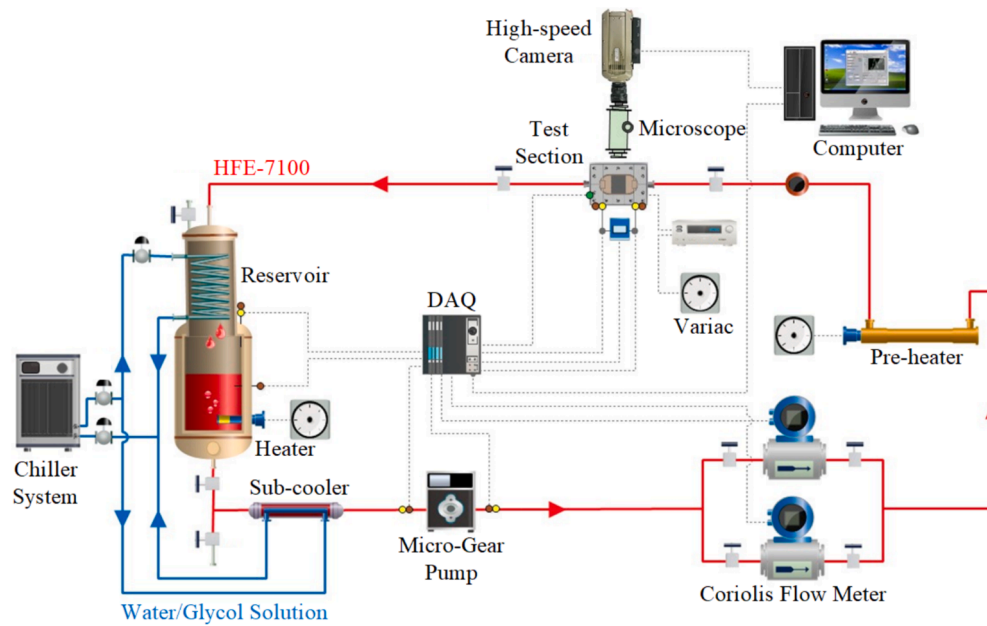 High-speed
Camera
Microscope
Computer
Test
Section
HFE-7100
Reservoir
DAQ
Variac
Pre-heater
Chiller
System
Heater
Sub-cooler
Micro-Gear
Pump
Coriolis Flow Meter
Water/Glycol Solution